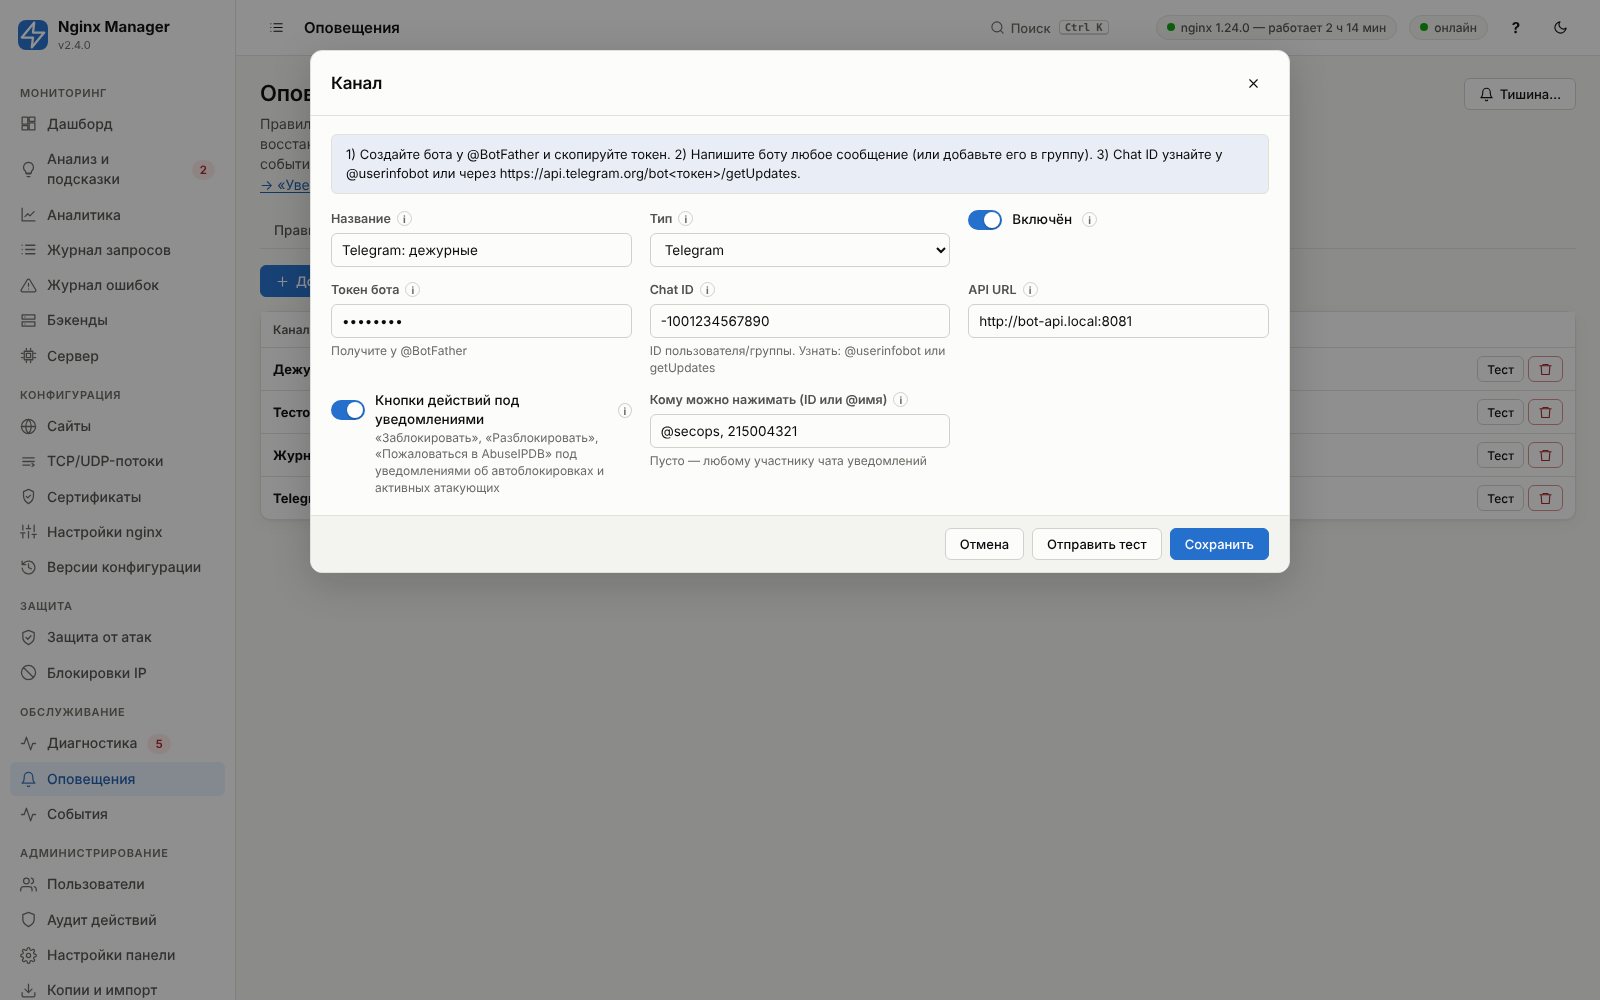 Nginx Manager
v2.4.0
Оповещения
Поиск Ctrl K
nginx 1.24.0 — работает 2 ч 14 мин
онлайн
?
МОНИТОРИНГ
Дашборд
Анализ и
подсказки
2
Аналитика
Журнал запросов
Журнал ошибок
Бэкенды
Сервер
КОНФИГУРАЦИЯ
Сайты
TCP/UDP-потоки
Сертификаты
Настройки nginx
Версии конфигурации
ЗАЩИТА
Защита от атак
Блокировки IP
ОБСЛУЖИВАНИЕ
Диагностика 5
Оповещения
События
АДМИНИСТРИРОВАНИЕ
Пользователи
Аудит действий
Настройки панели
Копии и импорт
Тишина...
Канал
1) Создайте бота у @BotFather и скопируйте токен. 2) Напишите боту любое сообщение (или добавьте его в группу). 3) Chat ID узнайте у
@userinfobot или через https://api.telegram.org/bot<токен>/getUpdates.
Название
Telegram: дежурные
Тип
Telegram
Включён
Токен бота
••••••••
Получите у @BotFather
Chat ID
-1001234567890
ID пользователя/группы. Узнать: @userinfobot или
getUpdates
API URL
http://bot-api.local:8081
Кнопки действий под
уведомлениями
«Заблокировать», «Разблокировать»,
«Пожаловаться в AbuseIPDB» под
уведомлениями об автоблокировках и
активных атакующих
Кому можно нажимать (ID или @имя)
@secops, 215004321
Пусто — любому участнику чата уведомлений
Отмена
Отправить тест
Сохранить
Канал
Тест
Тест
Тест
Тест